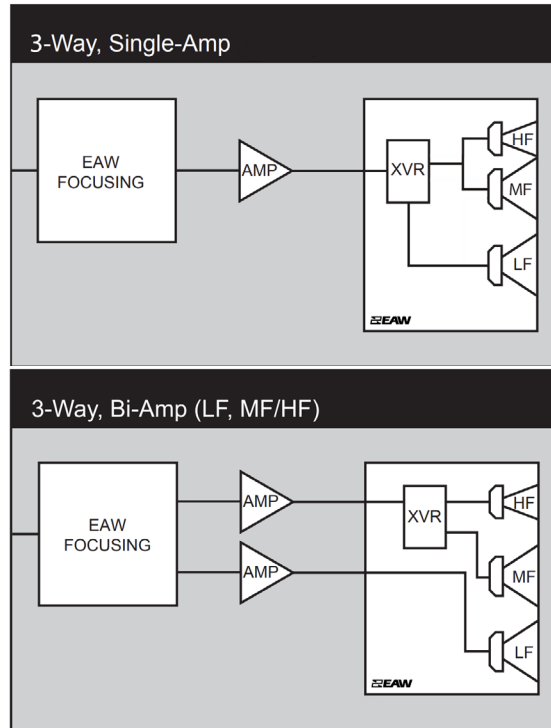 3-Way, Single-Amp
EAW
FOCUSING
AMP
XVR
HF
MF
LF
EAW
3-Way, Bi-Amp (LF, MF/HF)
EAW
FOCUSING
AMP
AMP
XVR
HF
MF
LF
EAW